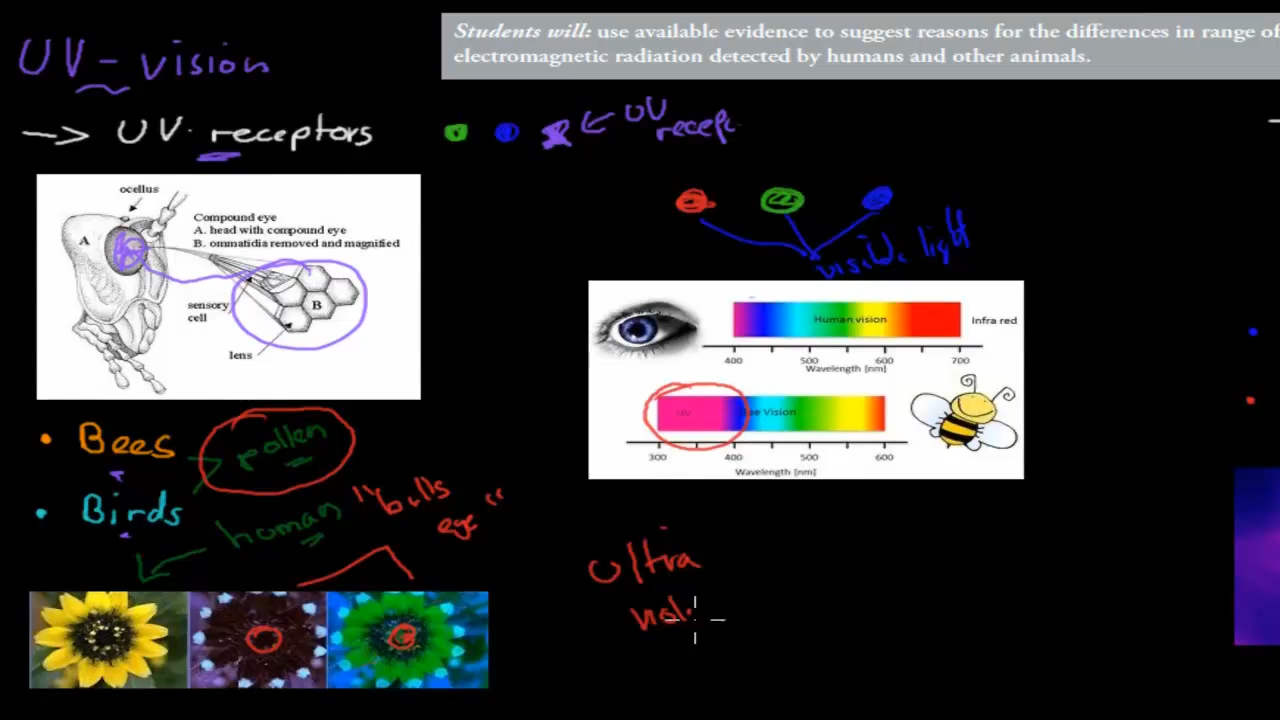 Students will: use available evidence to suggest reasons for the differences in range of
electromagnetic radiation detected by humans and other animals.
UV - vision
-> UV receptors
UV
ocellus
Compound eye
A. head with compound eye
B. ommatidia removed and magnified
A
B
sensory
cell
lens
visible light
Human vision
Infra red
400 500 600 700
Wavelength [nm]
UV
Bee Vision
300 400 500 600
Wavelength [nm]
• Bees
pollen
• Birds
human
"bulls
eye"
Ultra